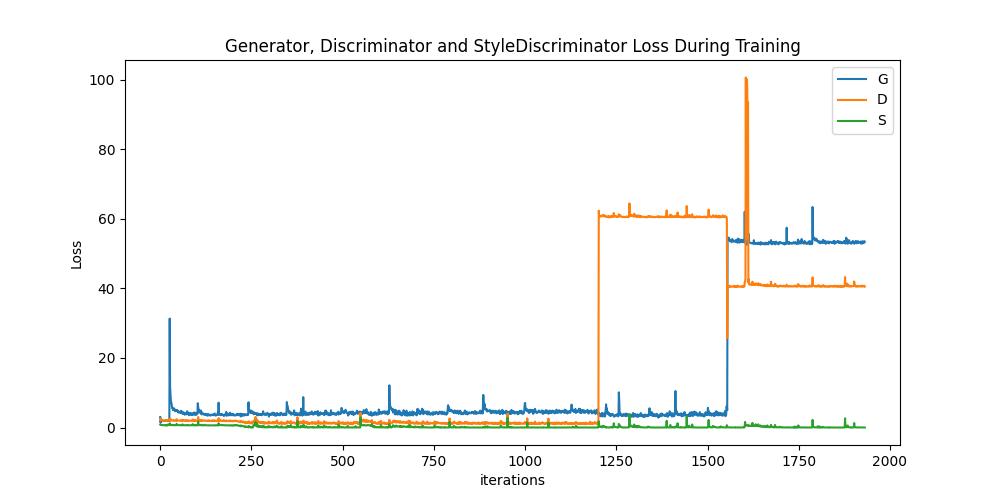 Generator, Discriminator and StyleDiscriminator Loss During Training
G
D
S
100
80
60
40
20
0
Loss
0 250 500 750 1000 1250 1500 1750 2000
iterations